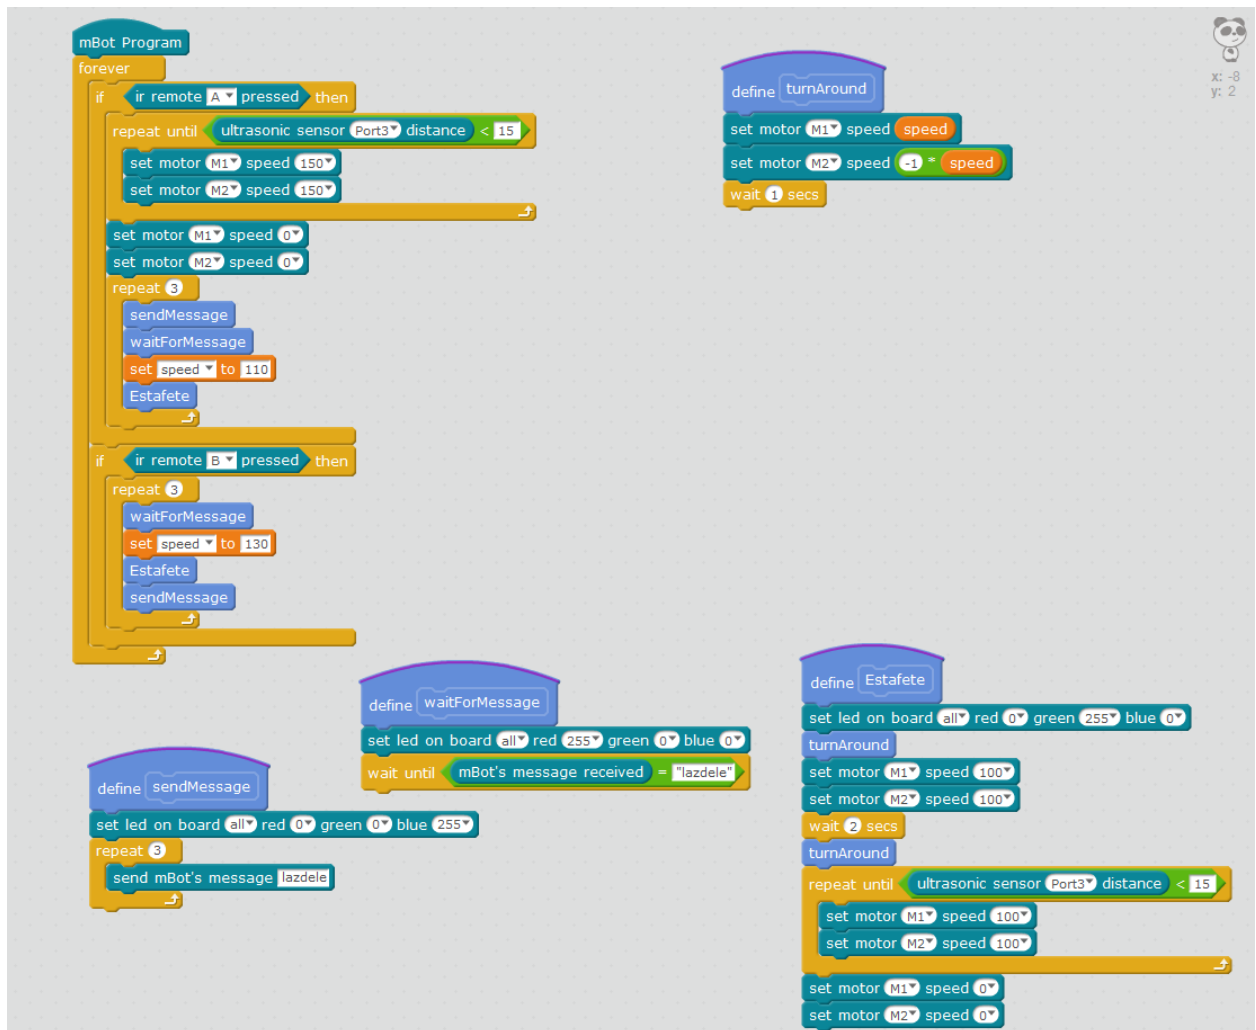 mBot Program
forever
if ir remote A pressed then
repeat until ultrasonic sensor Port3 distance < 15
set motor M1 speed 150
set motor M2 speed 150
set motor M1 speed 0
set motor M2 speed 0
repeat 3
sendMessage
waitForMessage
set speed to 110
Estafete
if ir remote B pressed then
repeat 3
waitForMessage
set speed to 130
Estafete
sendMessage
define turnAround
set motor M1 speed speed
set motor M2 speed -1 * speed
wait 1 secs
x: -8
y: 2
define sendMessage
set led on board all red 0 green 0 blue 255
repeat 3
send mBot's message lazdele
define waitForMessage
set led on board all red 255 green 0 blue 0
wait until mBot's message received = "lazdele"
define Estafete
set led on board all red 0 green 255 blue 0
turnAround
set motor M1 speed 100
set motor M2 speed 100
wait 2 secs
turnAround
repeat until ultrasonic sensor Port3 distance < 15
set motor M1 speed 100
set motor M2 speed 100
set motor M1 speed 0
set motor M2 speed 0